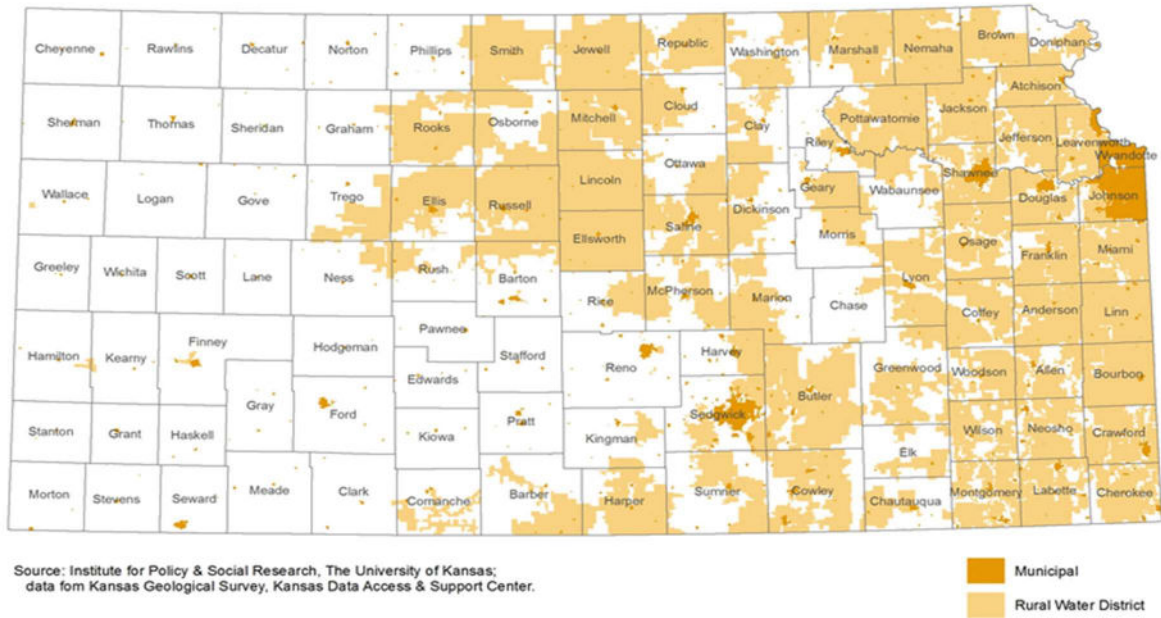 Cheyenne Rawlins Decatur Norton Phillips Smith Jewell Republic Washington Marshall Nemaha Brown Doniphan
Atchison
Sherman Thomas Sheridan Graham Rooks Osborne Mitchell Cloud Clay Riley Pottawatomie Jackson Jefferson Leavenworth
Wyandotte
Ottawa
Wallace Logan Gove Trego Ellis Russell Lincoln Dickinson Geary Wabaunsee Shawnee Douglas Johnson
Ellsworth Saline Morris Osage Miami
Greeley Wichita Scott Lane Ness Rush Barton Rice McPherson Marion Chase Lyon Franklin
Coffey Anderson Linn
Hamilton Kearny Finney Hodgeman Pawnee Stafford Reno Harvey
Edwards Butler Greenwood Woodson Allen Bourbon
Gray Ford Kiowa Pratt Kingman Sedgwick
Stanton Grant Haskell Elk Wilson Neosho Crawford
Morton Stevens Seward Meade Clark Comanche Barber Harper Sumner Cowley Chautauqua Montgomery Labette Cherokee
Source: Institute for Policy & Social Research, The University of Kansas;
data fom Kansas Geological Survey, Kansas Data Access & Support Center.
Municipal
Rural Water District